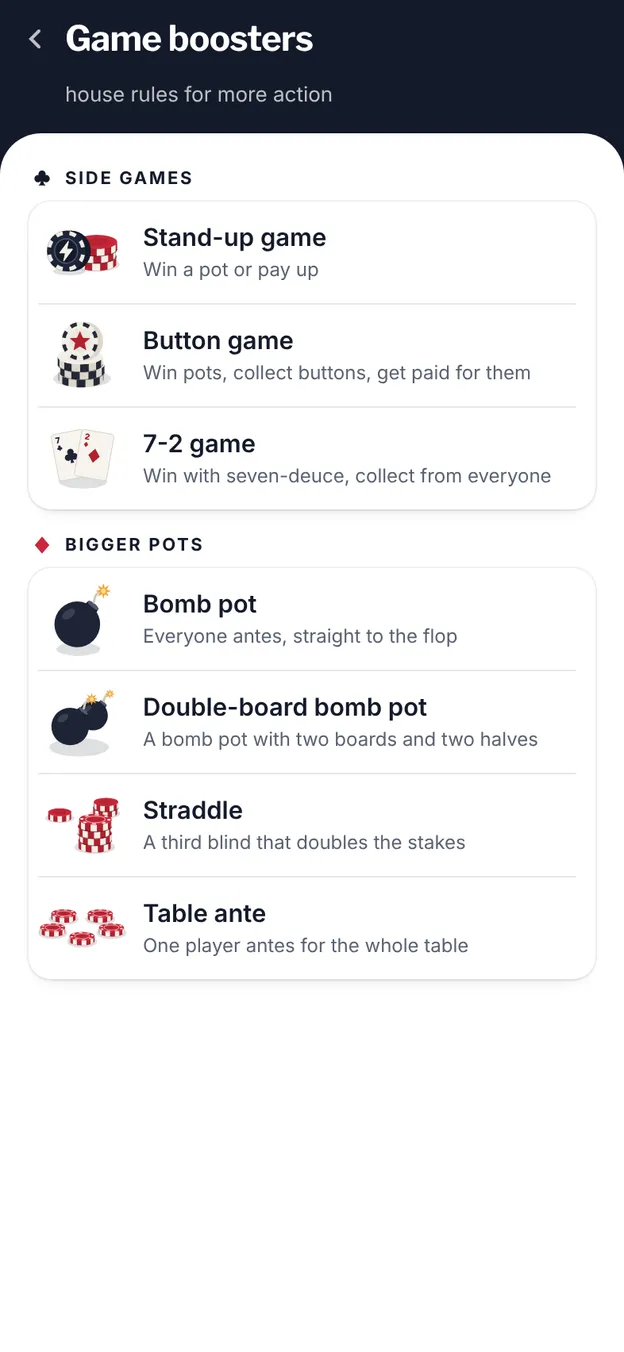 Game boosters
house rules for more action
SIDE GAMES
Stand-up game
Win a pot or pay up
Button game
Win pots, collect buttons, get paid for them
7
2
7-2 game
Win with seven-deuce, collect from everyone
BIGGER POTS
Bomb pot
Everyone antes, straight to the flop
Double-board bomb pot
A bomb pot with two boards and two halves
Straddle
A third blind that doubles the stakes
Table ante
One player antes for the whole table